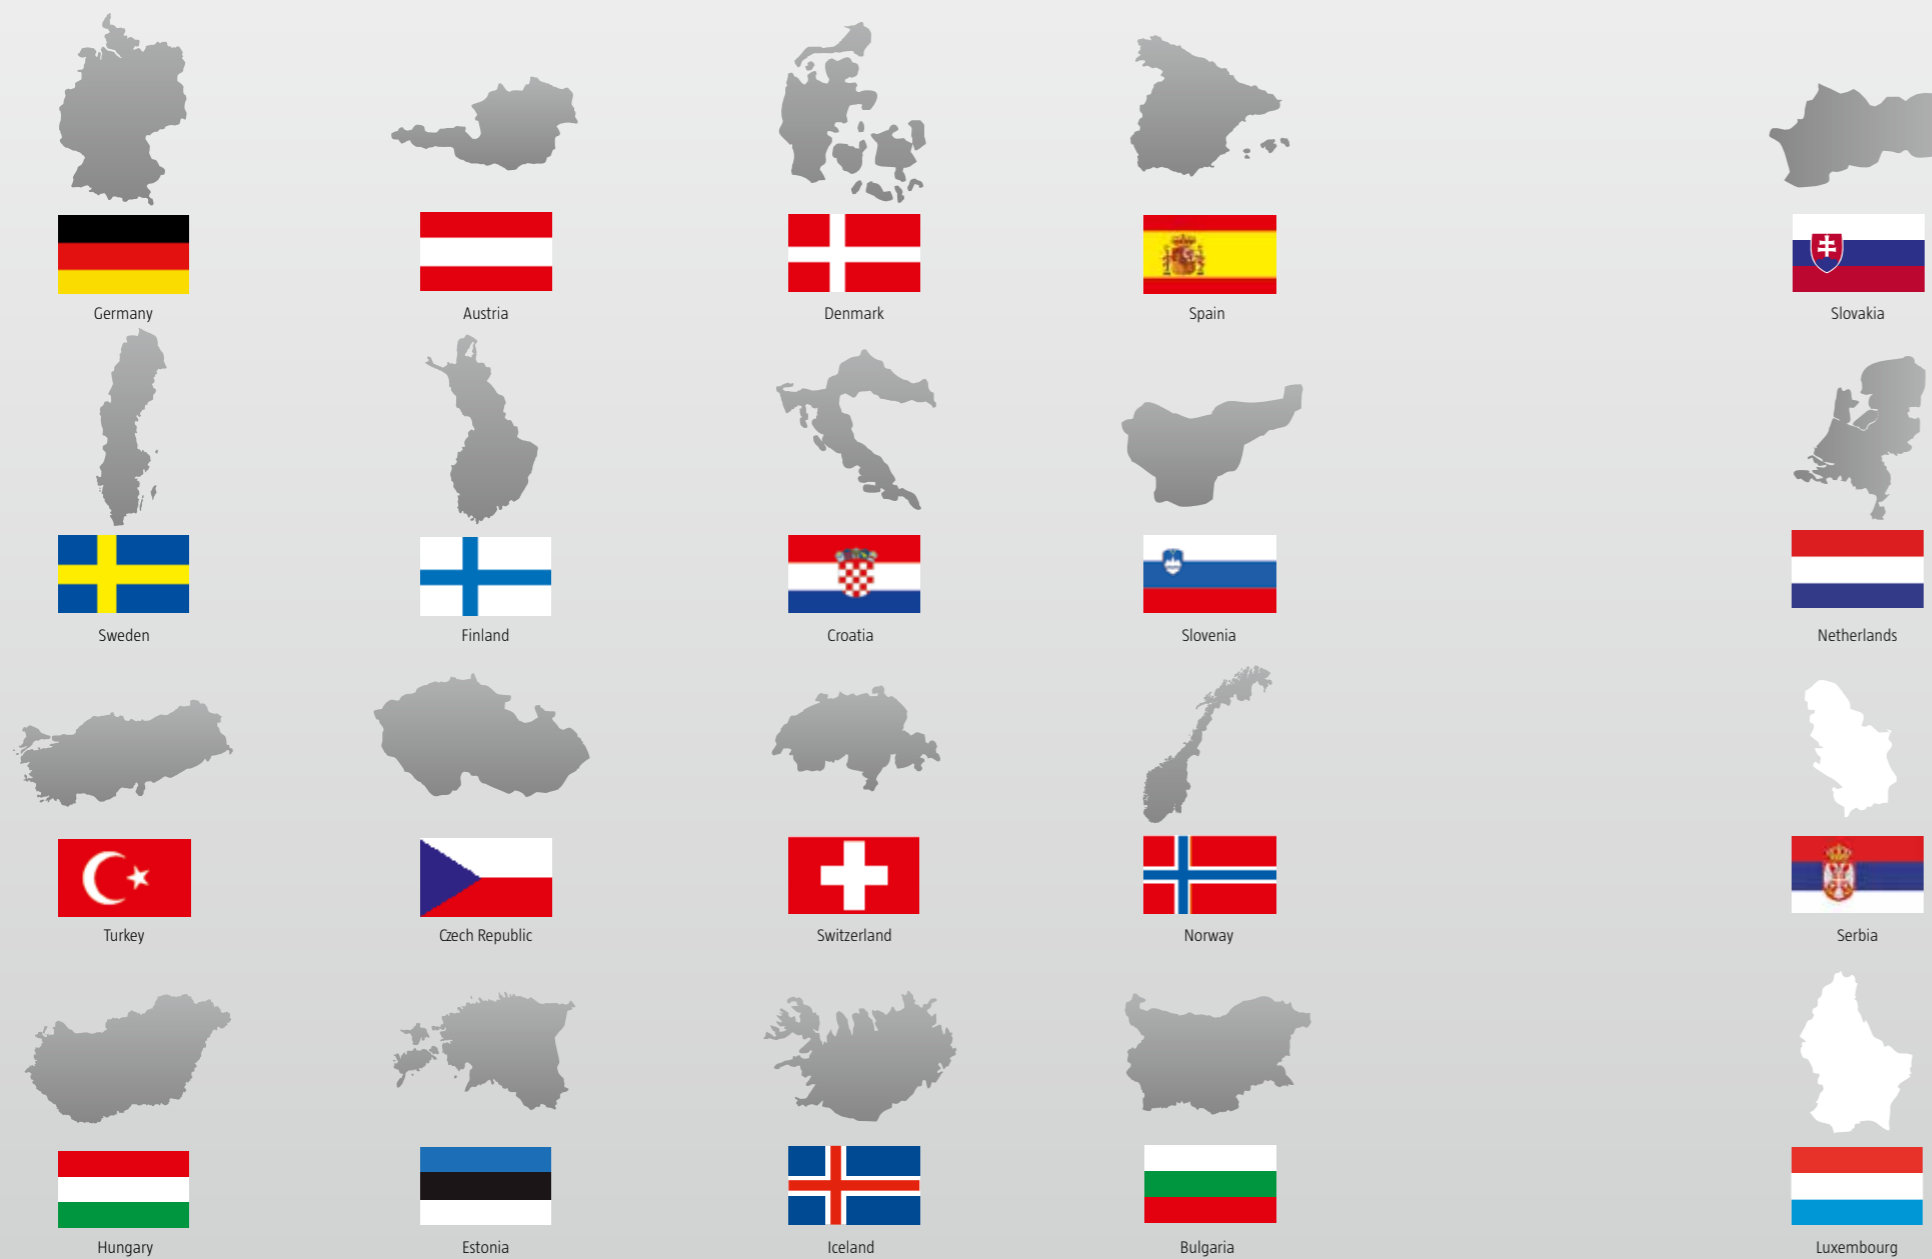 Germany
Austria
Denmark
Spain
Slovakia
Sweden
Finland
Croatia
Slovenia
Netherlands
Turkey
Czech Republic
Switzerland
Norway
Serbia
Hungary
Estonia
Iceland
Bulgaria
Luxembourg